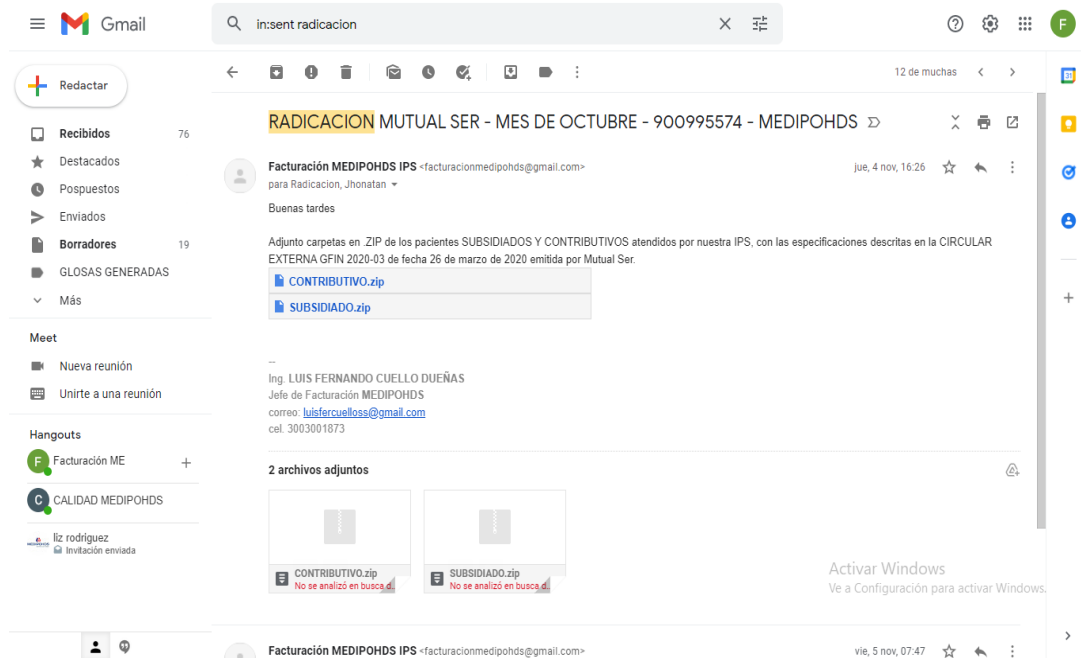 Gmail
in:sent radicacion
F
Redactar
12 de muchas
31
Recibidos 76
Destacados
Pospuestos
Enviados
Borradores 19
GLOSAS GENERADAS
Más
Meet
Nueva reunión
Unirte a una reunión
Hangouts
F Facturación ME
C CALIDAD MEDIPOHDS
liz rodriguez
Invitación enviada
RADICACION MUTUAL SER - MES DE OCTUBRE - 900995574 - MEDIPOHDS
Facturación MEDIPOHDS IPS <facturacionmedipohds@gmail.com> jue, 4 nov, 16:26
para Radicacion, Jhonatan
Buenas tardes
Adjunto carpetas en .ZIP de los pacientes SUBSIDIADOS Y CONTRIBUTIVOS atendidos por nuestra IPS, con las especificaciones descritas en la CIRCULAR
EXTERNA GFIN 2020-03 de fecha 26 de marzo de 2020 emitida por Mutual Ser.
CONTRIBUTIVO.zip
SUBSIDIADO.zip
--
Ing. LUIS FERNANDO CUELLO DUEÑAS
Jefe de Facturación MEDIPOHDS
correo: luisfercuelloss@gmail.com
cel. 3003001873
2 archivos adjuntos
CONTRIBUTIVO.zip
No se analizó en busca d..
SUBSIDIADO.zip
No se analizó en busca d..
Activar Windows
Ve a Configuración para activar Windows.
Facturación MEDIPOHDS IPS <facturacionmedipohds@gmail.com> vie, 5 nov, 07:47